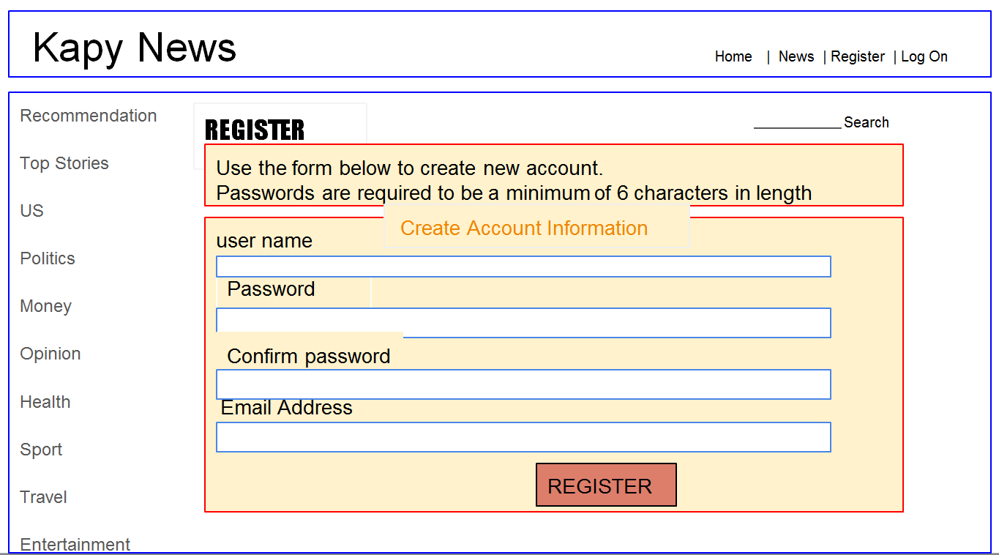 Kapy News
Home | News | Register | Log On
Recommendation
Top Stories
US
Politics
Money
Opinion
Health
Sport
Travel
Entertainment
REGISTER
Search
Use the form below to create new account.
Passwords are required to be a minimum of 6 characters in length
Create Account Information
user name
Password
Confirm password
Email Address
REGISTER